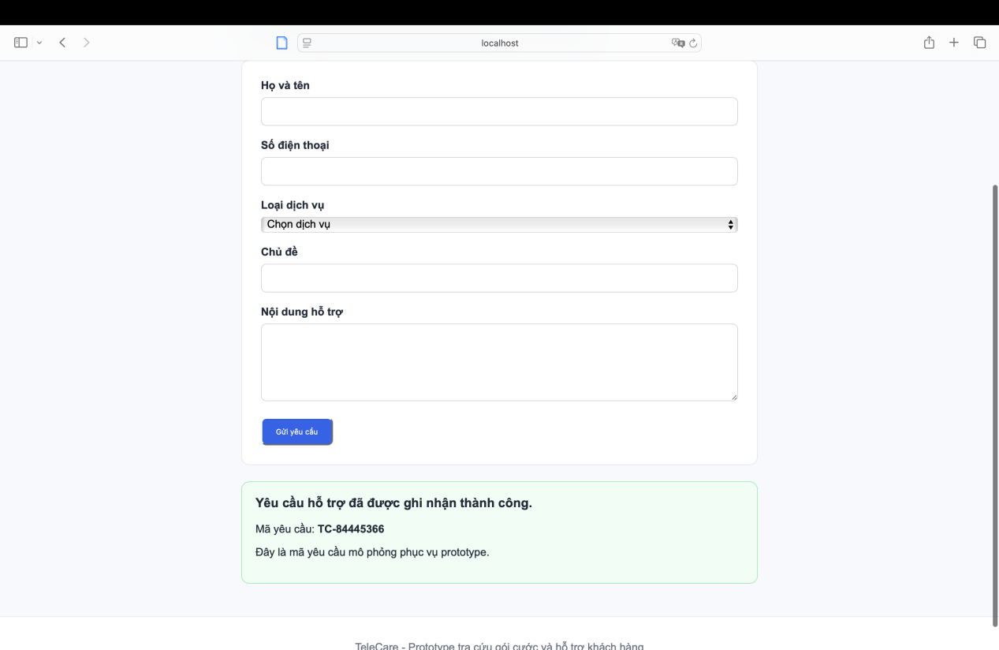 localhost
Họ và tên
Số điện thoại
Loại dịch vụ
Chọn dịch vụ
Chủ đề
Nội dung hỗ trợ
Gửi yêu cầu
Yêu cầu hỗ trợ đã được ghi nhận thành công.
Mã yêu cầu: TC-84445366
Đây là mã yêu cầu mô phỏng phục vụ prototype.
TeleCare - Prototype tra cứu gói cước và hỗ trợ khách hàng